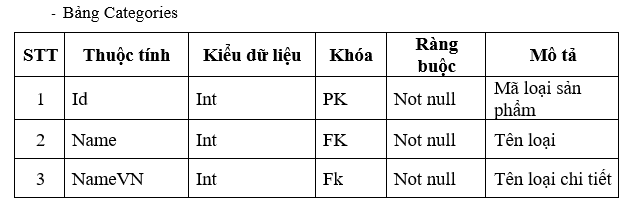 - Bảng Categories
STT Thuộc tính Kiểu dữ liệu Khóa Ràng buộc Mô tả
1 Id Int PK Not null Mã loại sản phẩm
2 Name Int FK Not null Tên loại
3 NameVN Int Fk Not null Tên loại chi tiết